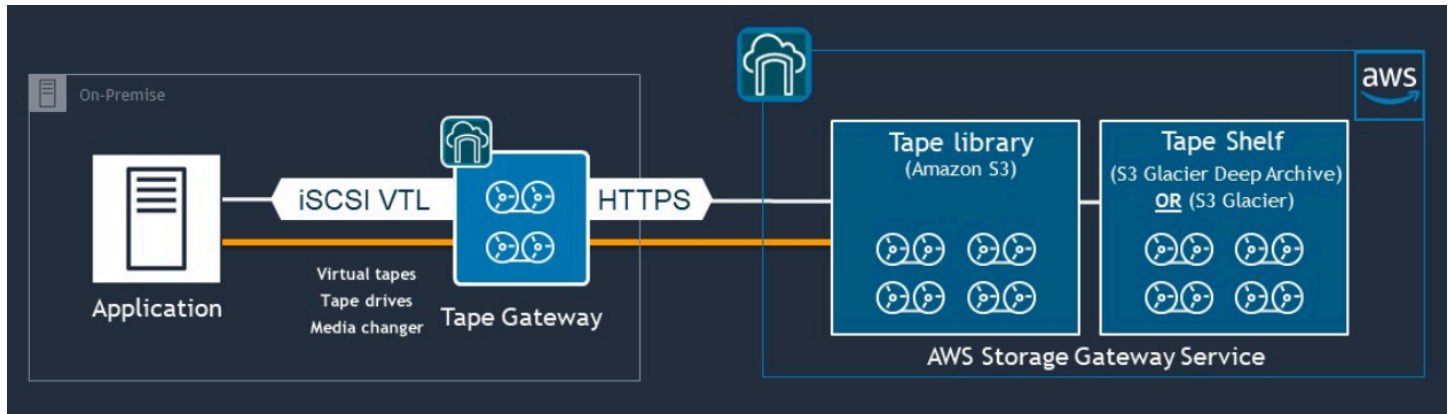 On-Premise
aws
iSCSI VTL
HTTPS
Virtual tapes
Tape drives
Media changer
Application
Tape Gateway
Tape library
(Amazon S3)
Tape Shelf
(S3 Glacier Deep Archive)
OR (S3 Glacier)
AWS Storage Gateway Service